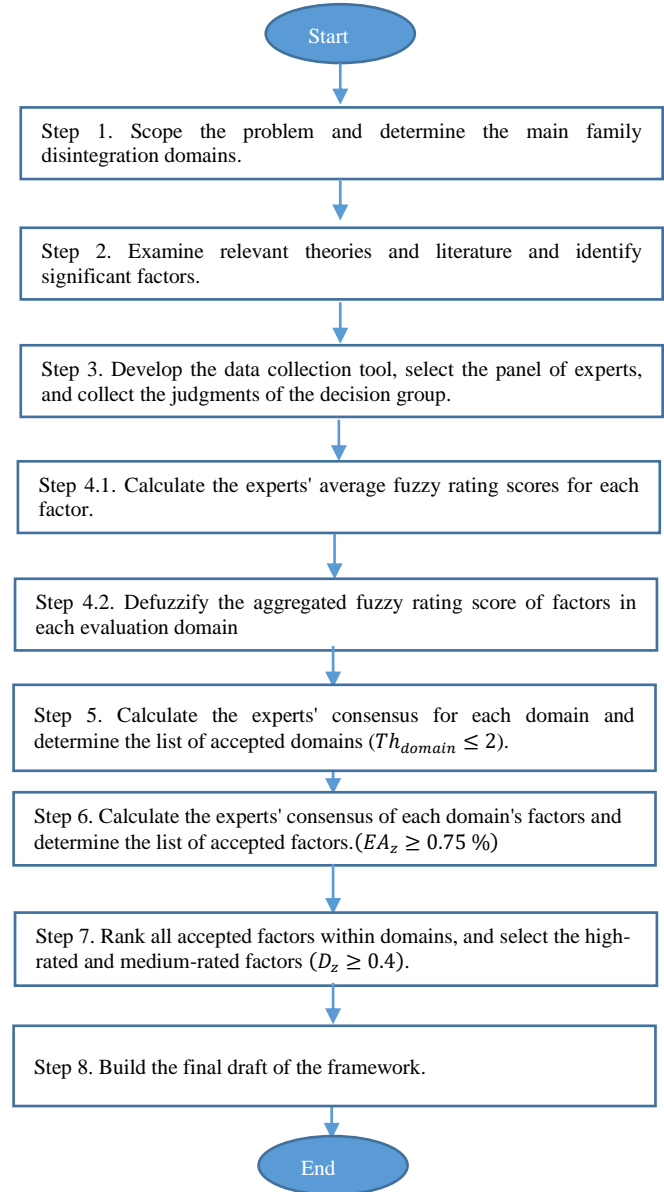 Start
Step 1. Scope the problem and determine the main family
disintegration domains.
Step 2. Examine relevant theories and literature and identify
significant factors.
Step 3. Develop the data collection tool, select the panel of experts,
and collect the judgments of the decision group.
Step 4.1. Calculate the experts' average fuzzy rating scores for each
factor.
Step 4.2. Defuzzify the aggregated fuzzy rating score of factors in
each evaluation domain
Step 5. Calculate the experts' consensus for each domain and
determine the list of accepted domains (Th_domain ≤ 2).
Step 6. Calculate the experts' consensus of each domain's factors and
determine the list of accepted factors.(EA_z ≥ 0.75 %)
Step 7. Rank all accepted factors within domains, and select the high-
rated and medium-rated factors (D_z ≥ 0.4).
Step 8. Build the final draft of the framework.
End